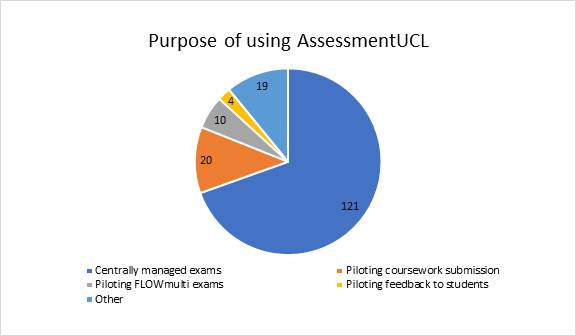 Purpose of using AssessmentUCL
19
4
10
20
121
Centrally managed exams
Piloting coursework submission
Piloting FLOWmulti exams
Piloting feedback to students
Other